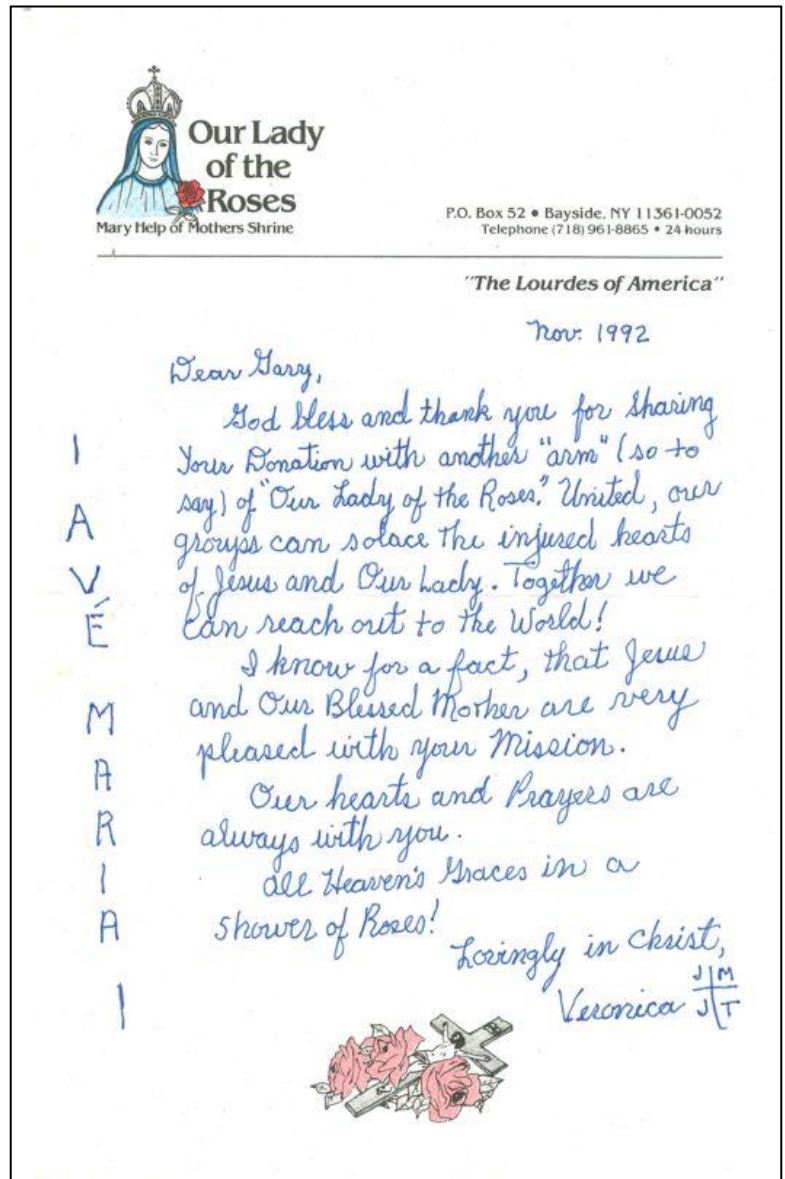 Our Lady
of the
Roses
Mary Help of Mothers Shrine
P.O. Box 52 • Bayside, NY 11361-0052
Telephone (718) 961-8865 • 24 hours
"The Lourdes of America"
Nov. 1992
Dear Gary,
God bless and thank you for Sharing
Your Donation with another "arm" (so to
say) of "Our Lady of the Roses." United, our
groups can solace the injured hearts
of Jesus and Our Lady. Together we
can reach out to the World!
I know for a fact, that Jesus
and Our Blessed Mother are very
pleased with your Mission.
Our hearts and Prayers are
always with you.
All Heaven's Graces in a
Shower of Roses!
Lovingly in Christ,
Veronica
J M
J T
! AVÉ MARIA !